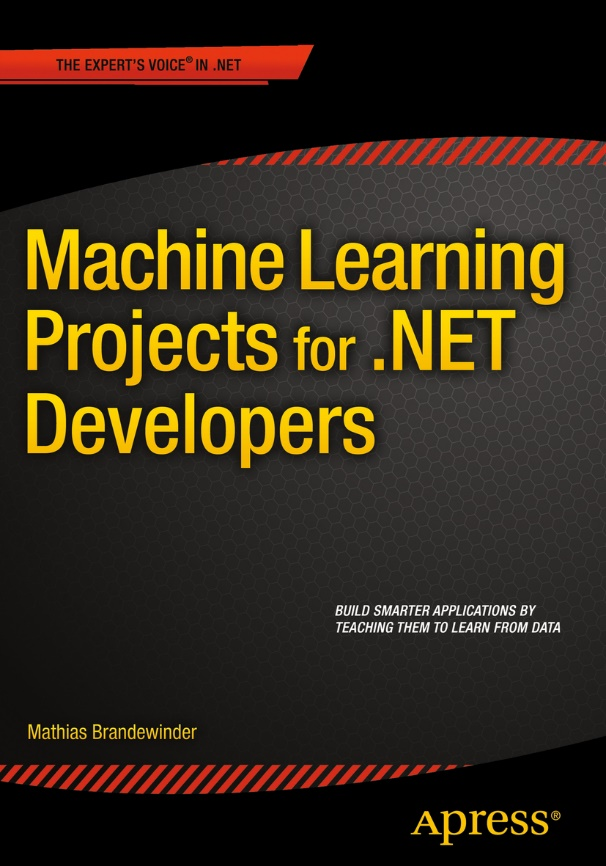 THE EXPERT'S VOICE® IN .NET
Machine Learning
Projects for .NET
Developers
BUILD SMARTER APPLICATIONS BY
TEACHING THEM TO LEARN FROM DATA
Mathias Brandewinder
Apress®